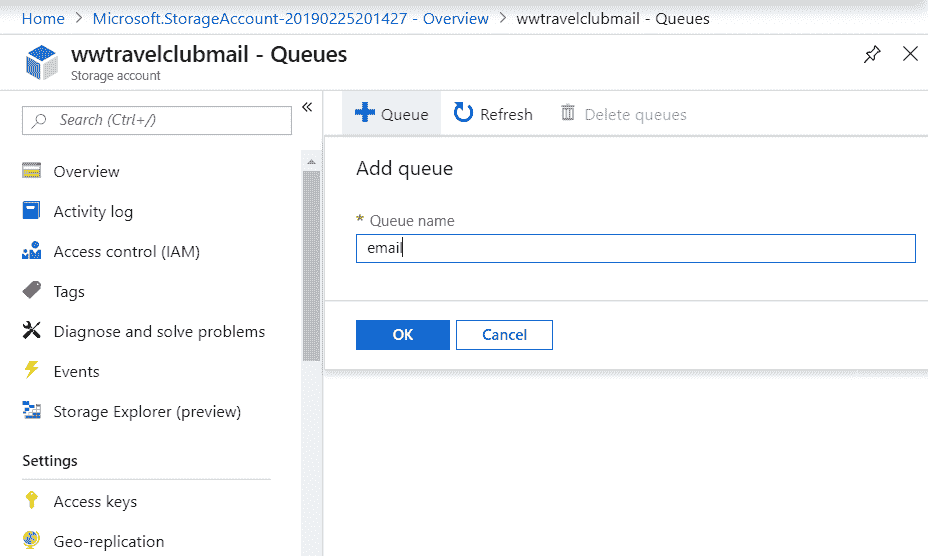 Home > Microsoft.StorageAccount-20190225201427 - Overview > wwtravelclubmail - Queues
wwtravelclubmail - Queues
Storage account
Search (Ctrl+/)
«
Overview
Activity log
Access control (IAM)
Tags
Diagnose and solve problems
Events
Storage Explorer (preview)
Settings
Access keys
Geo-replication
Queue Refresh Delete queues
Add queue
* Queue name
email
OK Cancel